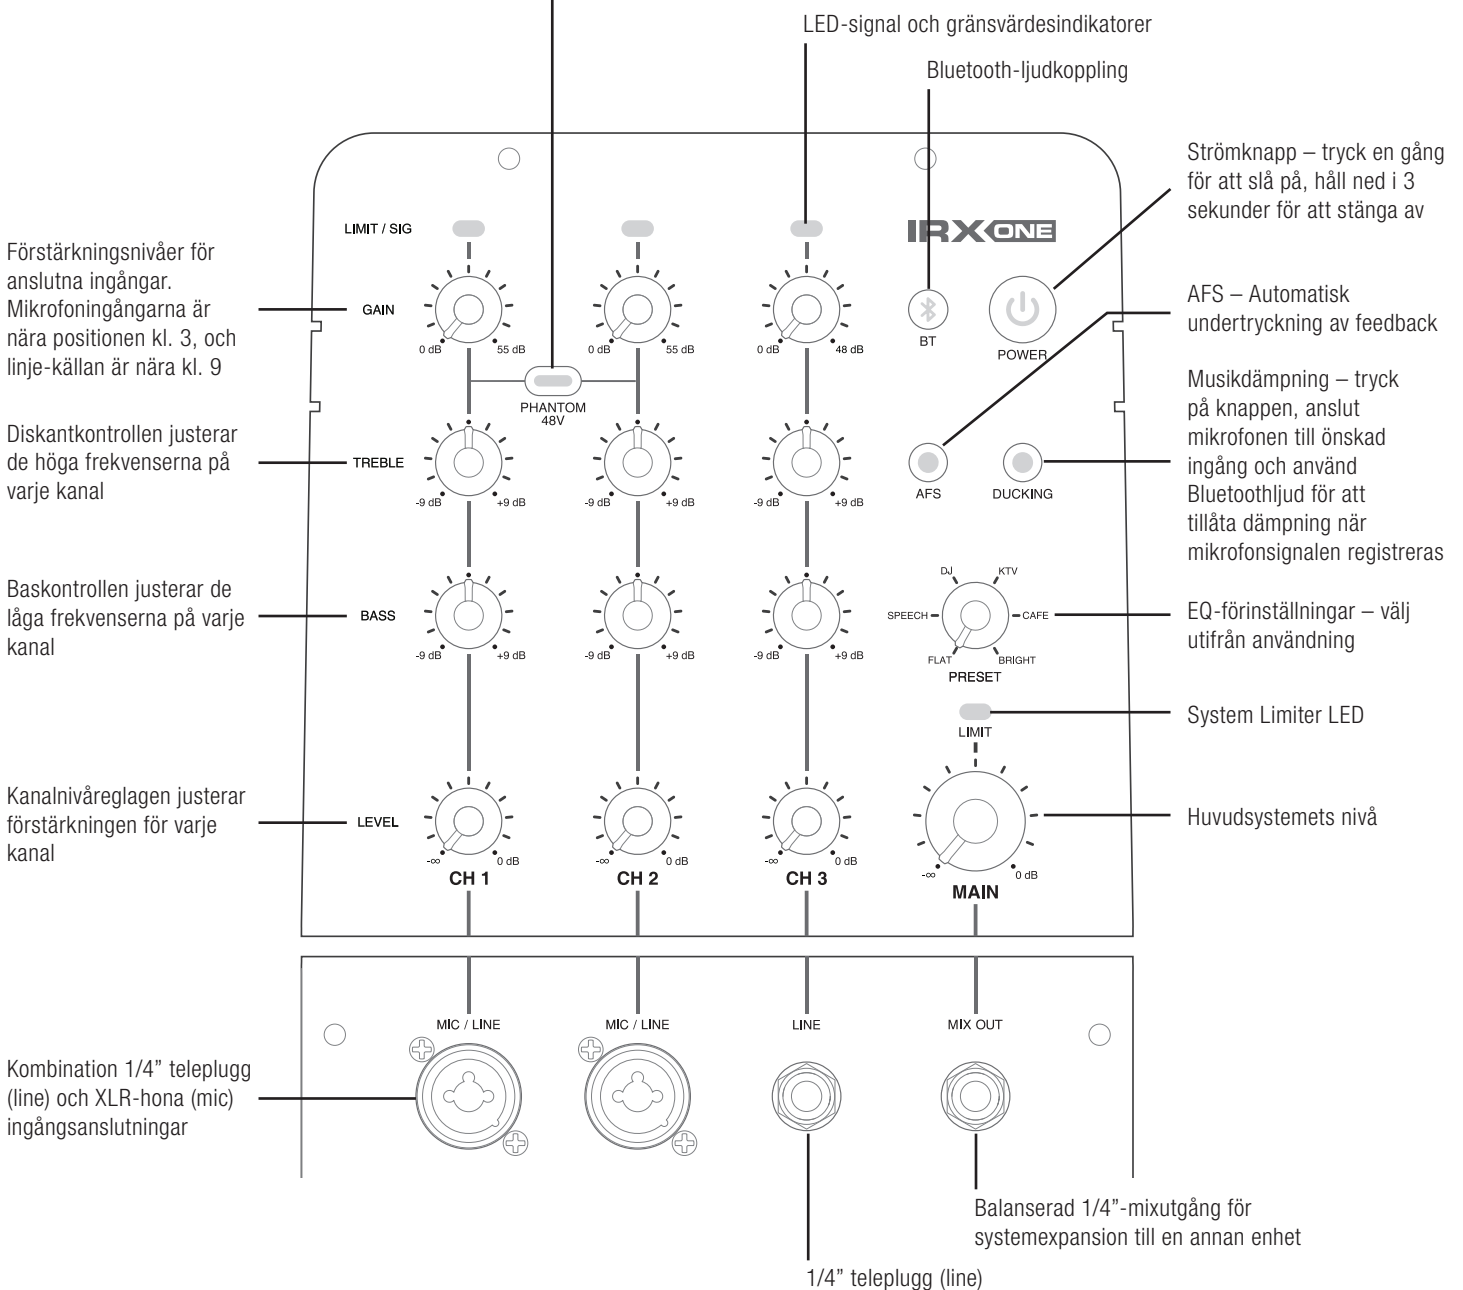 LED-signal och gränsvärdesindikatorer
Bluetooth-ljudkoppling
Strömknapp – tryck en gång
för att slå på, håll ned i 3
sekunder för att stänga av
LIMIT / SIG
IRX ONE
Förstärkningsnivåer för
anslutna ingångar.
Mikrofoningångarna är
nära positionen kl. 3, och
linje-källan är nära kl. 9
GAIN
0 dB 55 dB
0 dB 55 dB
0 dB 48 dB
BT
POWER
AFS – Automatisk
undertryckning av feedback
PHANTOM
48V
Musikdämpning – tryck
på knappen, anslut
mikrofonen till önskad
ingång och använd
Bluetoothljud för att
tillåta dämpning när
mikrofonsignalen registreras
Diskantkontrollen justerar
de höga frekvenserna på
varje kanal
TREBLE
-9 dB +9 dB
-9 dB +9 dB
-9 dB +9 dB
AFS
DUCKING
Baskontrollen justerar de
låga frekvenserna på varje
kanal
BASS
-9 dB +9 dB
-9 dB +9 dB
-9 dB +9 dB
DJ KTV
SPEECH CAFE
FLAT BRIGHT
PRESET
EQ-förinställningar – välj
utifrån användning
LIMIT
System Limiter LED
Kanalnivåreglagen justerar
förstärkningen för varje
kanal
LEVEL
-∞ 0 dB
-∞ 0 dB
-∞ 0 dB
-∞ 0 dB
CH 1
CH 2
CH 3
MAIN
Huvudsystemets nivå
MIC / LINE
MIC / LINE
LINE
MIX OUT
Kombination 1/4” teleplugg
(line) och XLR-hona (mic)
ingångsanslutningar
Balanserad 1/4”-mixutgång för
systemexpansion till en annan enhet
1/4” teleplugg (line)